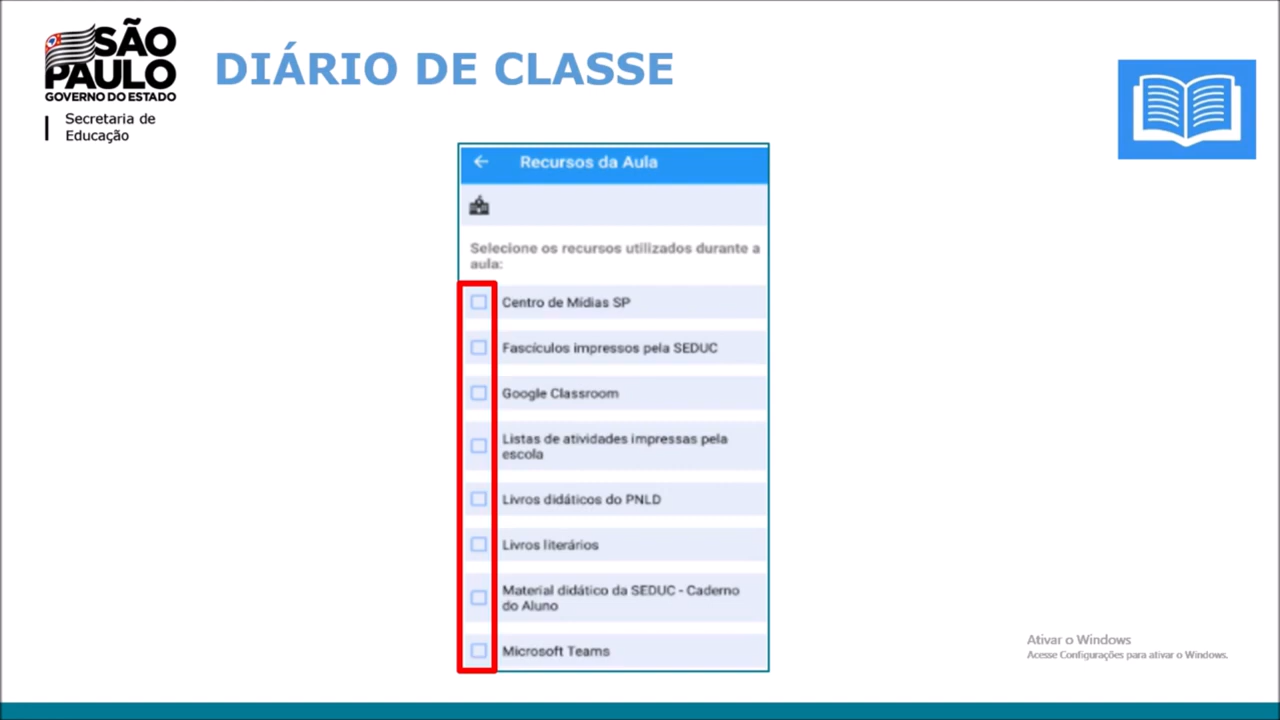 SÃO
PAULO
GOVERNO DO ESTADO
Secretaria de
Educação
DIÁRIO DE CLASSE
Recursos da Aula
Selecione os recursos utilizados durante a
aula:
Centro de Mídias SP
Fascículos impressos pela SEDUC
Google Classroom
Listas de atividades impressas pela
escola
Livros didáticos do PNLD
Livros literários
Material didático da SEDUC - Caderno
do Aluno
Microsoft Teams
Ativar o Windows
Acesse Configurações para ativar o Windows.